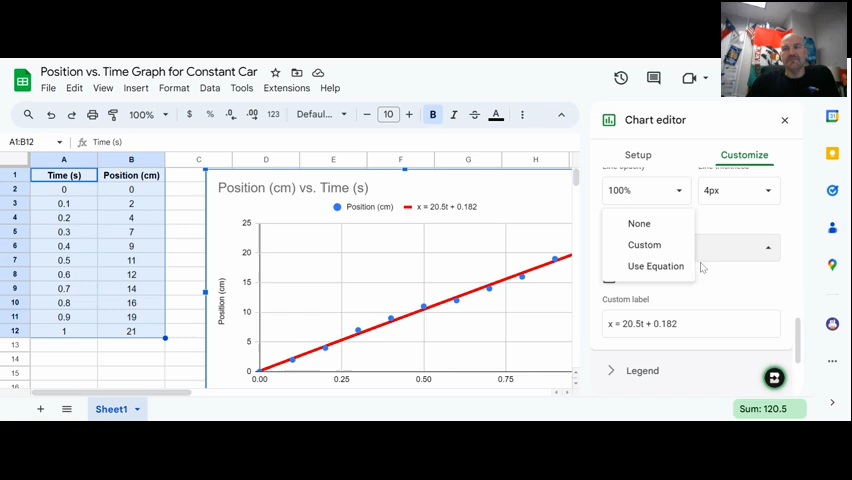 Position vs. Time Graph for Constant Car
File Edit View Insert Format Data Tools Extensions Help
100% $ % .0 .00 123 Defaul... 10 B I A
A1:B12 fx Time (s)
Chart editor
Setup Customize
A B C D E F G H
1 Time (s) Position (cm)
2 0 0
3 0.1 2
4 0.2 4
5 0.3 7
6 0.4 9
7 0.5 11
8 0.6 12
9 0.7 14
10 0.8 16
11 0.9 19
12 1 21
13
14
15
16
Position (cm) vs. Time (s)
Position (cm) x = 20.5t + 0.182
25
20
15
10
5
0
Position (cm)
0.00 0.25 0.50 0.75
Line opacity Line thickness
100% 4px
None
Custom
Use Equation
Custom label
x = 20.5t + 0.182
Legend
Sheet1
Sum: 120.5